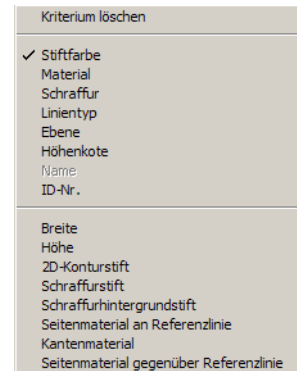 Kriterium löschen
Stiftfarbe
Material
Schraffur
Linientyp
Ebene
Höhenkote
Name
ID-Nr.
Breite
Höhe
2D-Konturstift
Schraffurstift
Schraffurhintergrundstift
Seitenmaterial an Referenzlinie
Kantenmaterial
Seitenmaterial gegenüber Referenzlinie